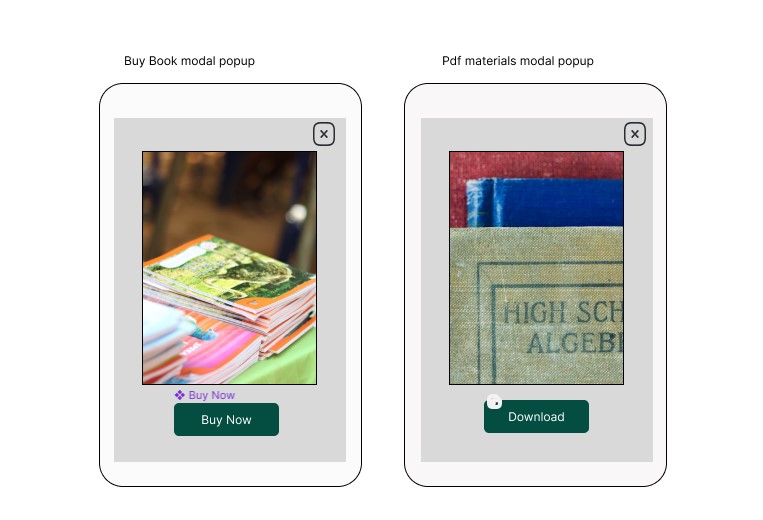 Buy Book modal popup
Pdf materials modal popup
HIGH SCH
ALGEB
Buy Now
Buy Now
Download